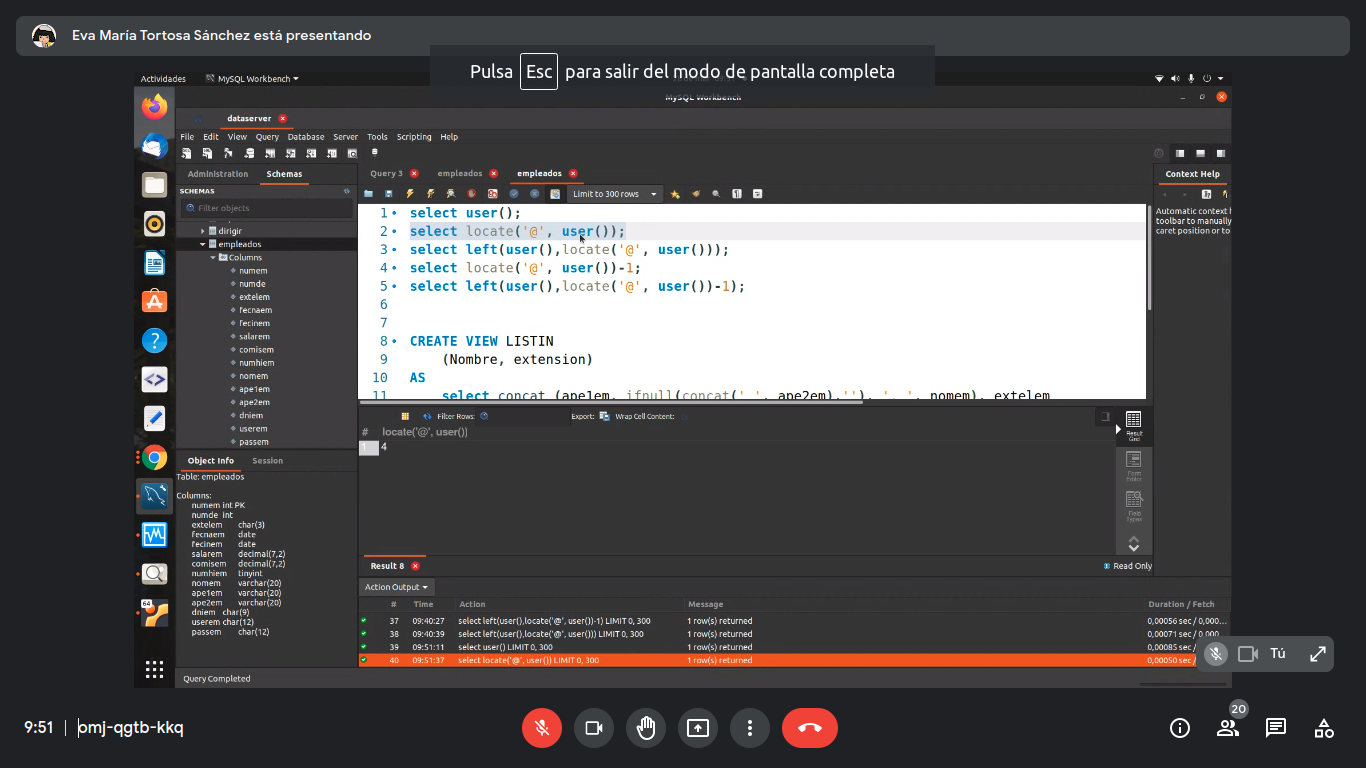 Eva María Tortosa Sánchez está presentando
Pulsa Esc para salir del modo de pantalla completa
Actividades MySQL Workbench
MySQL Workbench
dataserver
File Edit View Query Database Server Tools Scripting Help
Administration Schemas
Query 3 empleados empleados
Context Help
SCHEMAS
Filter objects
Limit to 300 rows
dirigir
empleados
Columns
numem
numde
extelem
fecnaem
fecinem
salarem
comisem
numhiem
nomem
ape1em
ape2em
dniem
userem
passem
1 select user();
2 select locate('@', user());
3 select left(user(),locate('@', user()));
4 select locate('@', user())-1;
5 select left(user(),locate('@', user())-1);
6
7
8 CREATE VIEW LISTIN
9 (Nombre, extension)
10 AS
11 select concat (ape1em, ifnull(concat(' ', ape2em),''), ', ', nomem), extelem
Automatic context
toolbar to manually
caret position or to
Filter Rows: Export: Wrap Cell Content:
# locate('@', user())
4
Result Grid
Form Editor
Field Types
Object Info Session
Table: empleados
Columns:
numem int PK
numde int
extelem char(3)
fecnaem date
fecinem date
salarem decimal(7,2)
comisem decimal(7,2)
numhiem tinyint
nomem varchar(20)
ape1em varchar(20)
ape2em varchar(20)
dniem char(9)
userem char(12)
passem char(12)
Result 8
Read Only
Action Output
# Time Action Message Duration / Fetch
37 09:40:27 select left(user(),locate('@', user())-1) LIMIT 0, 300 1 row(s) returned 0,00056 sec / 0,000...
38 09:40:39 select left(user(),locate('@', user())) LIMIT 0, 300 1 row(s) returned 0,00071 sec / 0,000
39 09:51:11 select user() LIMIT 0, 300 1 row(s) returned 0,00085 sec /
40 09:51:37 select locate('@', user()) LIMIT 0, 300 1 row(s) returned 0,00050 sec /
Tú
Query Completed
64
9:51 omj-qgtb-kkq
20